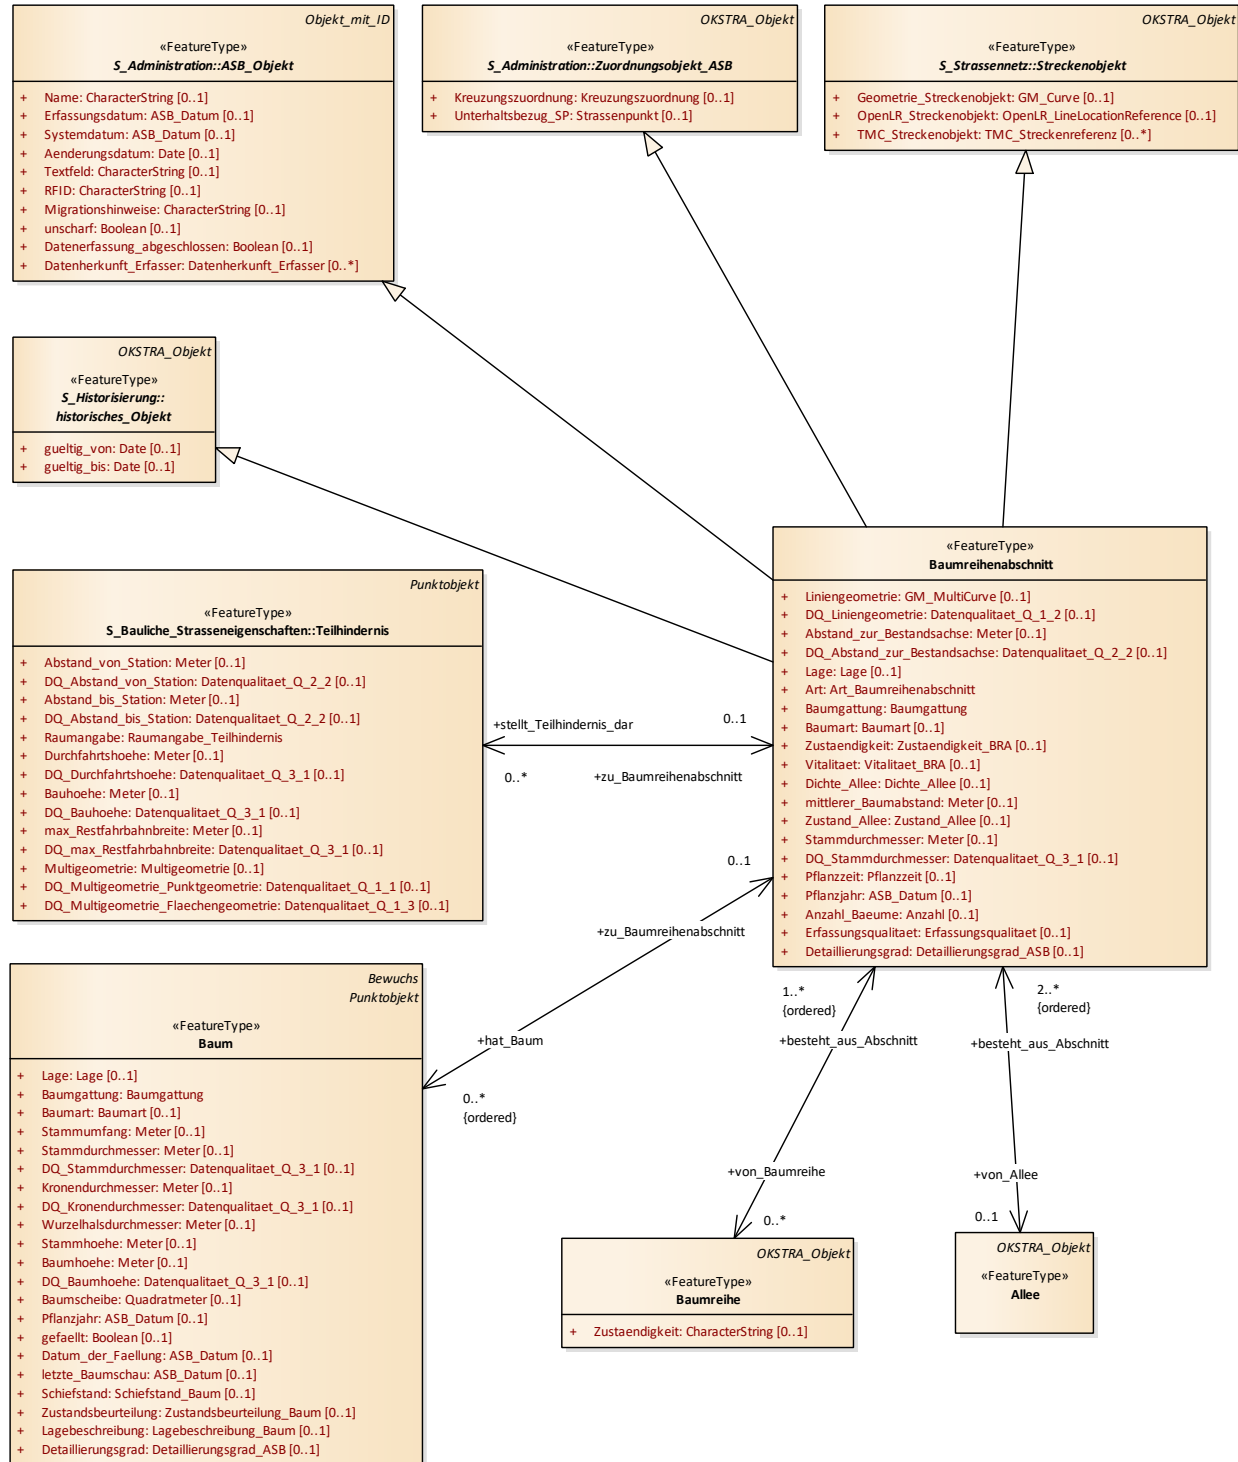 Objekt_mit_ID
«FeatureType»
S_Administration::ASB_Objekt
+ Name: CharacterString [0..1]
+ Erfassungsdatum: ASB_Datum [0..1]
+ Systemdatum: ASB_Datum [0..1]
+ Aenderungsdatum: Date [0..1]
+ Textfeld: CharacterString [0..1]
+ RFID: CharacterString [0..1]
+ Migrationshinweise: CharacterString [0..1]
+ unscharf: Boolean [0..1]
+ Datenerfassung_abgeschlossen: Boolean [0..1]
+ Datenherkunft_Erfasser: Datenherkunft_Erfasser [0..*]
OKSTRA_Objekt
«FeatureType»
S_Administration::Zuordnungsobjekt_ASB
+ Kreuzungszuordnung: Kreuzungszuordnung [0..1]
+ Unterhaltsbezug_SP: Strassenpunkt [0..1]
OKSTRA_Objekt
«FeatureType»
S_Strassennetz::Streckenobjekt
+ Geometrie_Streckenobjekt: GM_Curve [0..1]
+ OpenLR_Streckenobjekt: OpenLR_LineLocationReference [0..1]
+ TMC_Streckenobjekt: TMC_Streckenreferenz [0..*]
OKSTRA_Objekt
«FeatureType»
S_Historisierung::
historisches_Objekt
+ gueltig_von: Date [0..1]
+ gueltig_bis: Date [0..1]
«FeatureType»
Baumreihenabschnitt
+ Liniengeometrie: GM_MultiCurve [0..1]
+ DQ_Liniengeometrie: Datenqualitaet_Q_1_2 [0..1]
+ Abstand_zur_Bestandsachse: Meter [0..1]
+ DQ_Abstand_zur_Bestandsachse: Datenqualitaet_Q_2_2 [0..1]
+ Lage: Lage [0..1]
+ Art: Art_Baumreihenabschnitt
+ Baumgattung: Baumgattung
+ Baumart: Baumart [0..1]
+ Zustaendigkeit: Zustaendigkeit_BRA [0..1]
+ Vitalitaet: Vitalitaet_BRA [0..1]
+ Dichte_Allee: Dichte_Allee [0..1]
+ mittlerer_Baumabstand: Meter [0..1]
+ Zustand_Allee: Zustand_Allee [0..1]
+ Stammdurchmesser: Meter [0..1]
+ DQ_Stammdurchmesser: Datenqualitaet_Q_3_1 [0..1]
+ Pflanzzeit: Pflanzzeit [0..1]
+ Pflanzjahr: ASB_Datum [0..1]
+ Anzahl_Baeume: Anzahl [0..1]
+ Erfassungsqualitaet: Erfassungsqualitaet [0..1]
+ Detaillierungsgrad: Detaillierungsgrad_ASB [0..1]
Punktobjekt
«FeatureType»
S_Bauliche_Strasseneigenschaften::Teilhindernis
+ Abstand_von_Station: Meter [0..1]
+ DQ_Abstand_von_Station: Datenqualitaet_Q_2_2 [0..1]
+ Abstand_bis_Station: Meter [0..1]
+ DQ_Abstand_bis_Station: Datenqualitaet_Q_2_2 [0..1]
+ Raumangabe: Raumangabe_Teilhindernis
+ Durchfahrtshoehe: Meter [0..1]
+ DQ_Durchfahrtshoehe: Datenqualitaet_Q_3_1 [0..1]
+ Bauhoehe: Meter [0..1]
+ DQ_Bauhoehe: Datenqualitaet_Q_3_1 [0..1]
+ max_Restfahrbahnbreite: Meter [0..1]
+ DQ_max_Restfahrbahnbreite: Datenqualitaet_Q_3_1 [0..1]
+ Multigeometrie: Multigeometrie [0..1]
+ DQ_Multigeometrie_Punktgeometrie: Datenqualitaet_Q_1_1 [0..1]
+ DQ_Multigeometrie_Flaechengeometrie: Datenqualitaet_Q_1_3 [0..1]
+stellt_Teilhindernis_dar
0..1
0..*
+zu_Baumreihenabschnitt
0..1
+zu_Baumreihenabschnitt
+hat_Baum
0..*
{ordered}
1..*
{ordered}
+besteht_aus_Abschnitt
2..*
{ordered}
+besteht_aus_Abschnitt
+von_Baumreihe
0..*
+von_Allee
0..1
Bewuchs
Punktobjekt
«FeatureType»
Baum
+ Lage: Lage [0..1]
+ Baumgattung: Baumgattung
+ Baumart: Baumart [0..1]
+ Stammumfang: Meter [0..1]
+ Stammdurchmesser: Meter [0..1]
+ DQ_Stammdurchmesser: Datenqualitaet_Q_3_1 [0..1]
+ Kronendurchmesser: Meter [0..1]
+ DQ_Kronendurchmesser: Datenqualitaet_Q_3_1 [0..1]
+ Wurzelhalsdurchmesser: Meter [0..1]
+ Stammhoehe: Meter [0..1]
+ Baumhoehe: Meter [0..1]
+ DQ_Baumhoehe: Datenqualitaet_Q_3_1 [0..1]
+ Baumscheibe: Quadratmeter [0..1]
+ Pflanzjahr: ASB_Datum [0..1]
+ gefaellt: Boolean [0..1]
+ Datum_der_Faellung: ASB_Datum [0..1]
+ letzte_Baumschau: ASB_Datum [0..1]
+ Schiefstand: Schiefstand_Baum [0..1]
+ Zustandsbeurteilung: Zustandsbeurteilung_Baum [0..1]
+ Lagebeschreibung: Lagebeschreibung_Baum [0..1]
+ Detaillierungsgrad: Detaillierungsgrad_ASB [0..1]
OKSTRA_Objekt
«FeatureType»
Baumreihe
+ Zustaendigkeit: CharacterString [0..1]
OKSTRA_Objekt
«FeatureType»
Allee